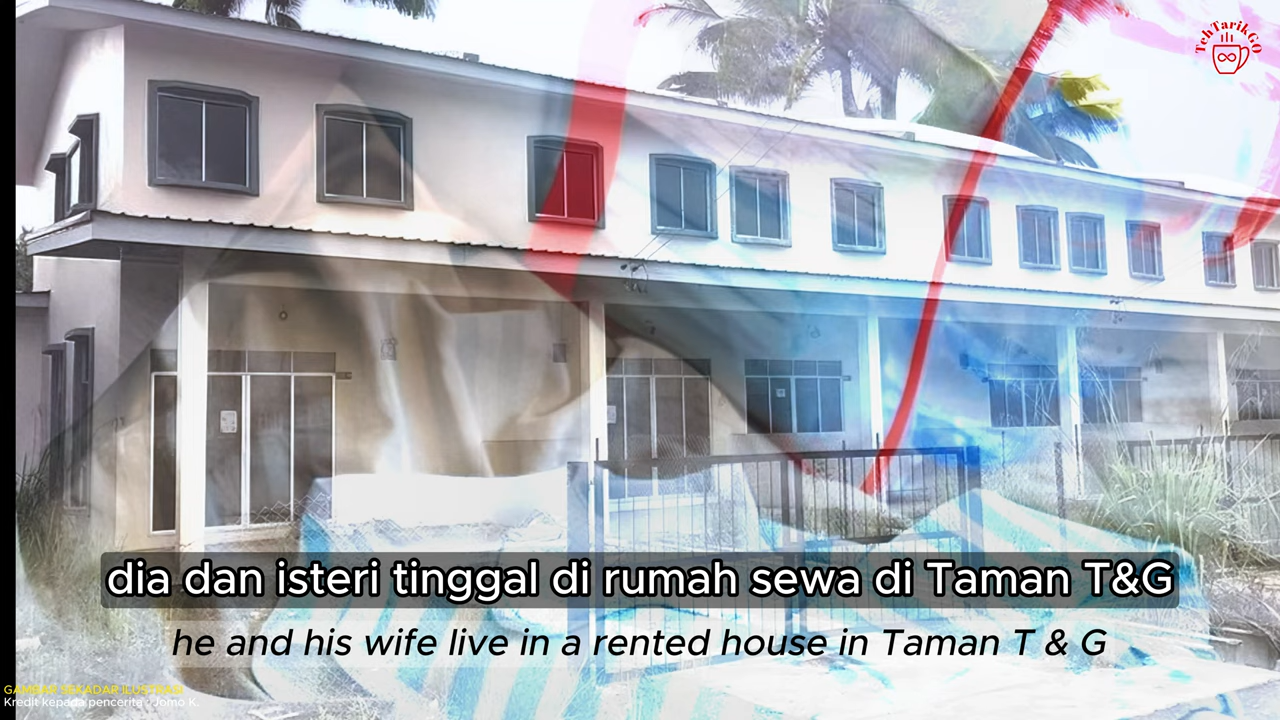 TehTarikGO
dia dan isteri tinggal di rumah sewa di Taman T&G
he and his wife live in a rented house in Taman T & G
GAMBAR SEKADAR ILUSTRASI
Kredit kepada pencerita : Jomo K.